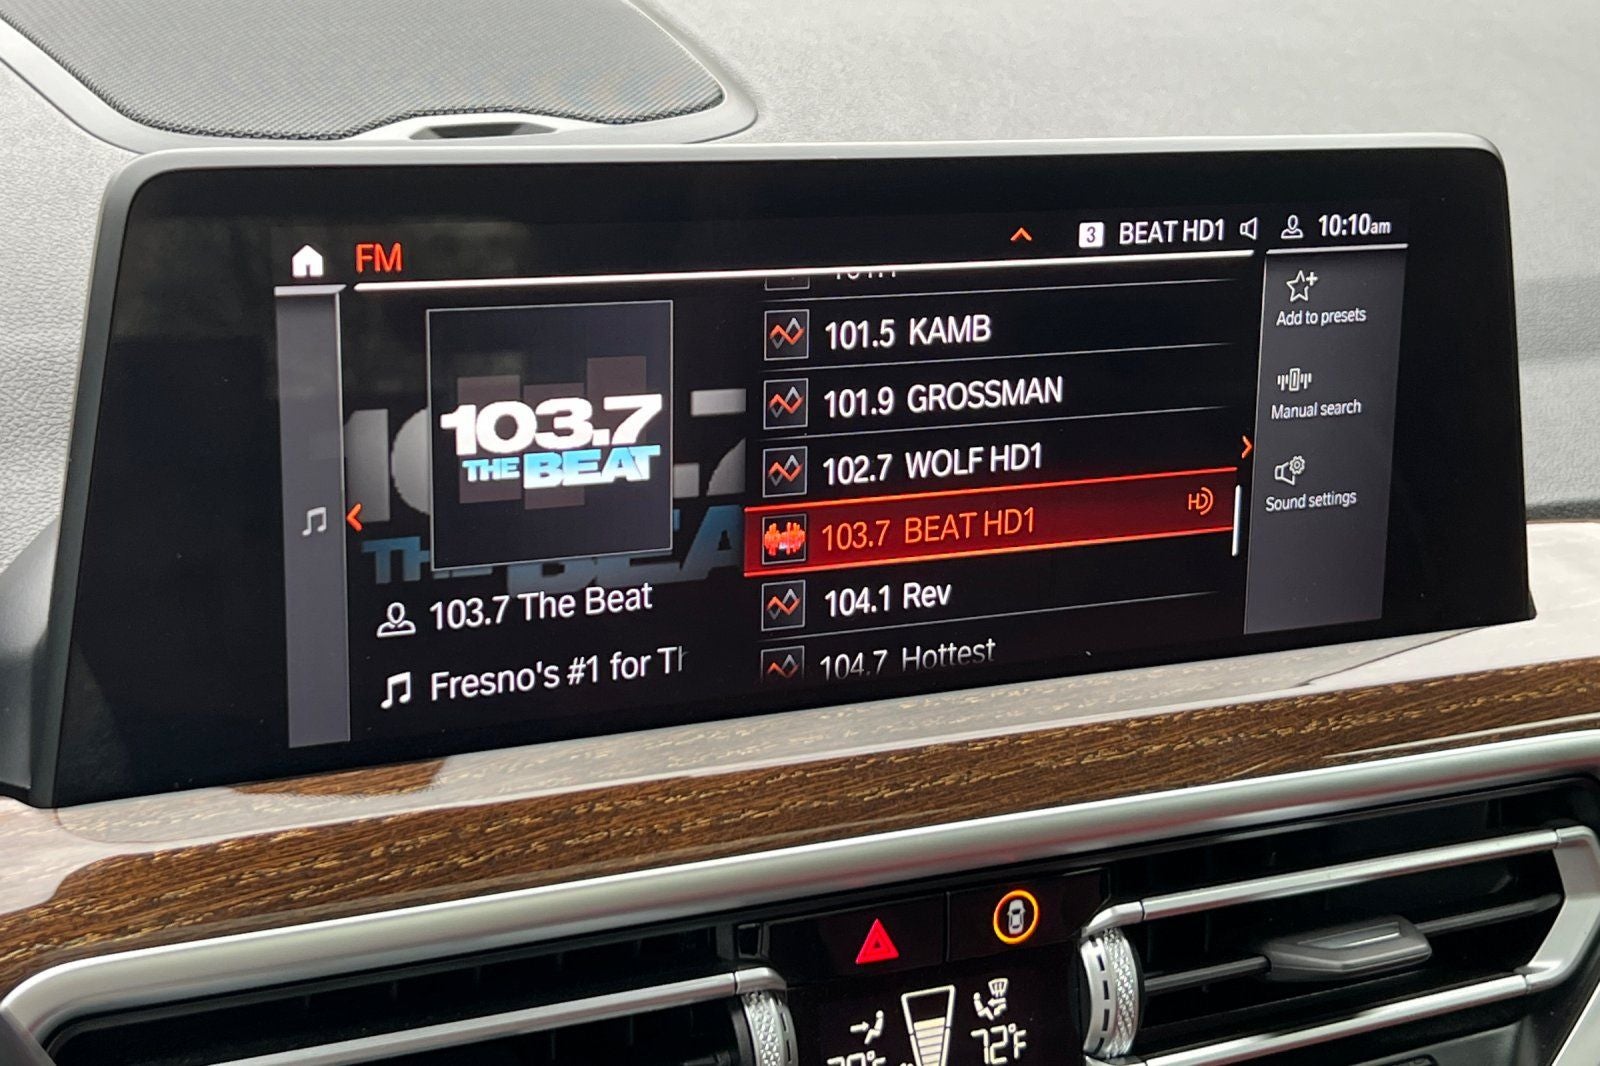 FM
3 BEAT HD1
10:10am
103.7
THE BEAT
103.7 The Beat
Fresno's #1 for Th
101.5 KAMB
101.9 GROSSMAN
102.7 WOLF HD1
103.7 BEAT HD1 HD
104.1 Rev
104.7 Hottest
Add to presets
Manual search
Sound settings
72°F